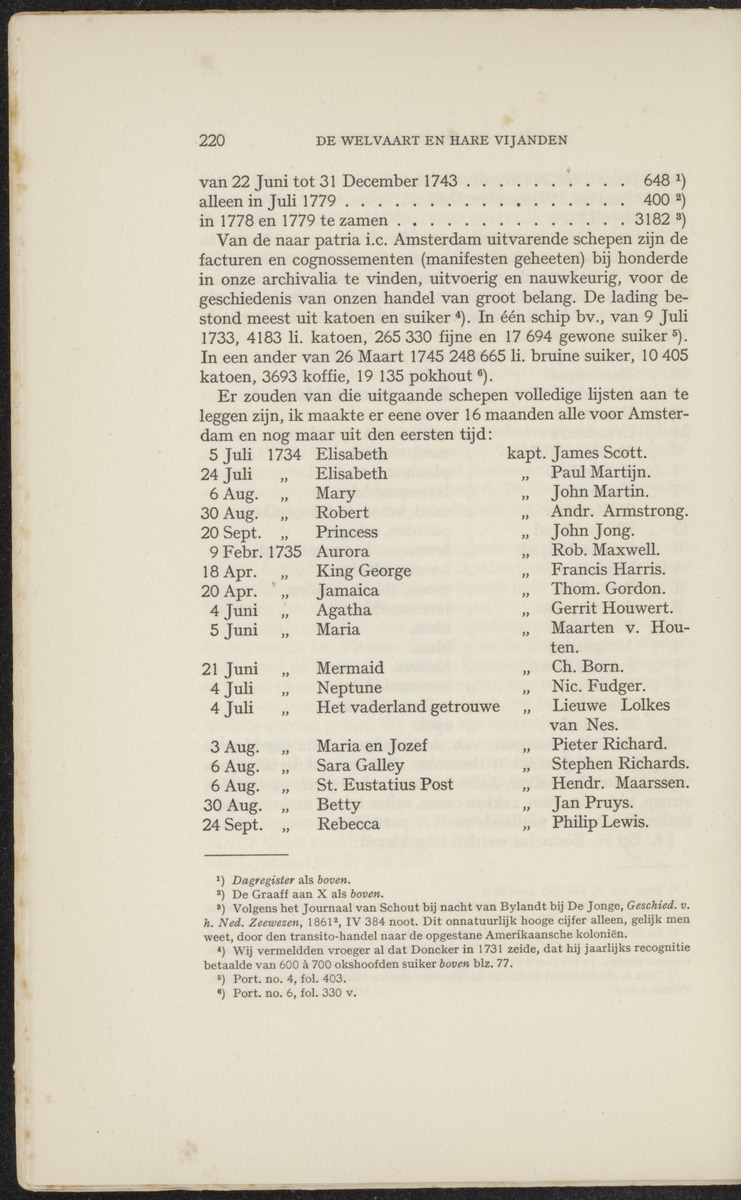 220 DE WELVAART EN HARE VIJANDEN
van 22 Juni tot 31 December 1743 . . . . . . . . . . 648 ¹)
alleen in Juli 1779 . . . . . . . . . . . . . . . . . 400 ²)
in 1778 en 1779 te zamen . . . . . . . . . . . . . . 3182 ³)
Van de naar patria i.c. Amsterdam uitvarende schepen zijn de
facturen en cognossementen (manifesten geheeten) bij honderde
in onze archivalia te vinden, uitvoerig en nauwkeurig, voor de
geschiedenis van onzen handel van groot belang. De lading be-
stond meest uit katoen en suiker ⁴). In één schip bv., van 9 Juli
1733, 4183 li. katoen, 265 330 fijne en 17 694 gewone suiker ⁵).
In een ander van 26 Maart 1745 248 665 li. bruine suiker, 10 405
katoen, 3693 koffie, 19 135 pokhout ⁶).
Er zouden van die uitgaande schepen volledige lijsten aan te
leggen zijn, ik maakte er eene over 16 maanden alle voor Amster-
dam en nog maar uit den eersten tijd:
5 Juli 1734 Elisabeth kapt. James Scott.
24 Juli „ Elisabeth „ Paul Martijn.
6 Aug. „ Mary „ John Martin.
30 Aug. „ Robert „ Andr. Armstrong.
20 Sept. „ Princess „ John Jong.
9 Febr. 1735 Aurora „ Rob. Maxwell.
18 Apr. „ King George „ Francis Harris.
20 Apr. „ Jamaica „ Thom. Gordon.
4 Juni „ Agatha „ Gerrit Houwert.
5 Juni „ Maria „ Maarten v. Hou-
ten.
21 Juni „ Mermaid „ Ch. Born.
4 Juli „ Neptune „ Nic. Fudger.
4 Juli „ Het vaderland getrouwe „ Lieuwe Lolkes
van Nes.
3 Aug. „ Maria en Jozef „ Pieter Richard.
6 Aug. „ Sara Galley „ Stephen Richards.
6 Aug. „ St. Eustatius Post „ Hendr. Maarssen.
30 Aug. „ Betty „ Jan Pruys.
24 Sept. „ Rebecca „ Philip Lewis.
¹) Dagregister als boven.
²) De Graaff aan X als boven.
³) Volgens het Journaal van Schout bij nacht van Bylandt bij De Jonge, Geschied. v.
h. Ned. Zeewezen, 1861², IV 384 noot. Dit onnatuurlijk hooge cijfer alleen, gelijk men
weet, door den transito-handel naar de opgestane Amerikaansche koloniën.
⁴) Wij vermeldden vroeger al dat Doncker in 1731 zeide, dat hij jaarlijks recognitie
betaalde van 600 à 700 okshoofden suiker boven blz. 77.
⁵) Port. no. 4, fol. 403.
⁶) Port. no. 6, fol. 330 v.